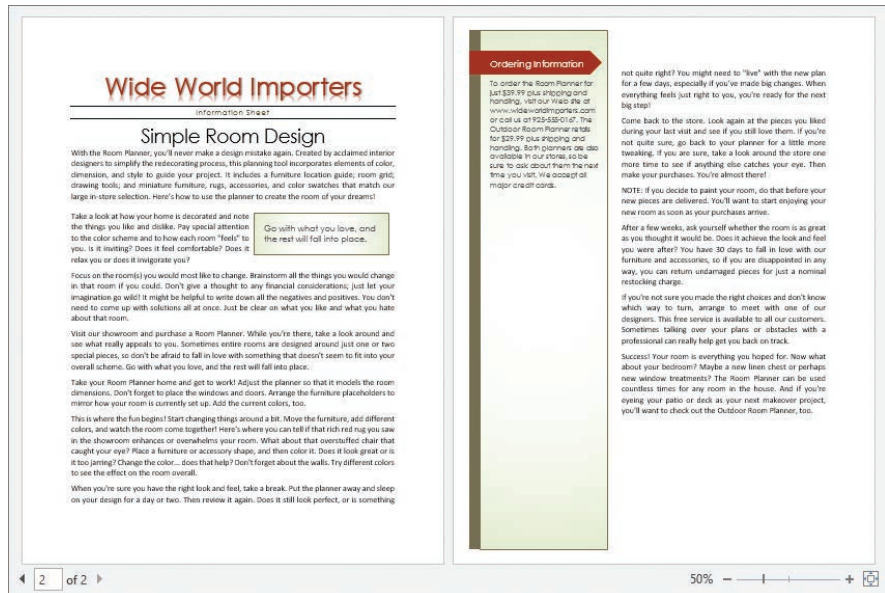 Wide World Importers
Information Sheet
Simple Room Design
With the Room Planner, you'll never make a design mistake again. Created by acclaimed interior
designers to simplify the redecorating process, this planning tool incorporates elements of color,
dimension, and style to guide your project. It includes a furniture location guide; room grid;
drawing tools; and miniature furniture, rugs, accessories, and color swatches that match our
large in-store selection. Here's how to use the planner to create the room of your dreams!
Take a look at how your home is decorated and note
the things you like and dislike. Pay special attention
to the color scheme and to how each room "feels" to
you. Is it inviting? Does it feel comfortable? Does it
relax you or does it invigorate you?
Go with what you love, and
the rest will fall into place.
Focus on the room(s) you would most like to change. Brainstorm all the things you would change
in that room if you could. Don't give a thought to any financial considerations; just let your
imagination go wild! It might be helpful to write down all the negatives and positives. You don't
need to come up with solutions all at once. Just be clear on what you like and what you hate
about that room.
Visit our showroom and purchase a Room Planner. While you're there, take a look around and
see what really appeals to you. Sometimes entire rooms are designed around just one or two
special pieces, so don't be afraid to fall in love with something that doesn't seem to fit into your
overall scheme. Go with what you love, and the rest will fall into place.
Take your Room Planner home and get to work! Adjust the planner so that it models the room
dimensions. Don't forget to place the windows and doors. Arrange the furniture placeholders to
mirror how your room is currently set up. Add the current colors, too.
This is where the fun begins! Start changing things around a bit. Move the furniture, add different
colors, and watch the room come together! Here's where you can tell if that rich red rug you saw
in the showroom enhances or overwhelms your room. What about that overstuffed chair that
caught your eye? Place a furniture or accessory shape, and then color it. Does it look great or is
it too jarring? Change the color... does that help? Don't forget about the walls. Try different colors
to see the effect on the room overall.
When you're sure you have the right look and feel, take a break. Put the planner away and sleep
on your design for a day or two. Then review it again. Does it still look perfect, or is something
Ordering Information
To order the Room Planner for
just $39.99 plus shipping and
handling, visit our Web site at
www.wideworldimporters.com
or call us at 925-555-0167. The
Outdoor Room Planner retails
for $29.99 plus shipping and
handling. Both planners are also
available in our stores, so be
sure to ask about them the next
time you visit. We accept all
major credit cards.
not quite right? You might need to "live" with the new plan
for a few days, especially if you've made big changes. When
everything feels just right to you, you're ready for the next
big step!
Come back to the store. Look again at the pieces you liked
during your last visit and see if you still love them. If you're
not quite sure, go back to your planner for a little more
tweaking. If you are sure, take a look around the store one
more time to see if anything else catches your eye. Then
make your purchases. You're almost there!
NOTE: If you decide to paint your room, do that before your
new pieces are delivered. You'll want to start enjoying your
new room as soon as your purchases arrive.
After a few weeks, ask yourself whether the room is as great
as you thought it would be. Does it achieve the look and feel
you were after? You have 30 days to fall in love with our
furniture and accessories, so if you are disappointed in any
way, you can return undamaged pieces for just a nominal
restocking charge.
If you're not sure you made the right choices and don't know
which way to turn, arrange to meet with one of our
designers. This free service is available to all our customers.
Sometimes talking over your plans or obstacles with a
professional can really help get you back on track.
Success! Your room is everything you hoped for. Now what
about your bedroom? Maybe a new linen chest or perhaps
new window treatments? The Room Planner can be used
countless times for any room in the house. And if you're
eyeing your patio or deck as your next makeover project,
you'll want to check out the Outdoor Room Planner, too.
2 of 2
50%